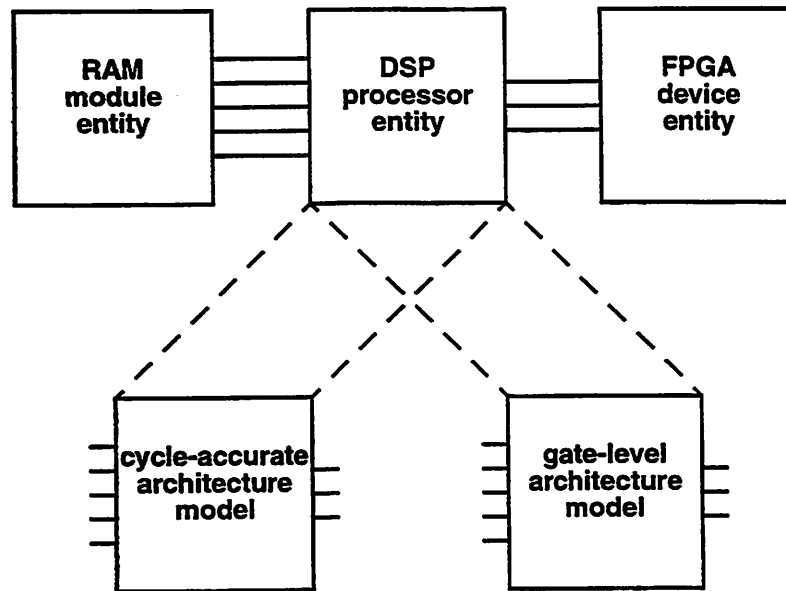 RAM
module
entity
DSP
processor
entity
FPGA
device
entity
cycle-accurate
architecture
model
gate-level
architecture
model